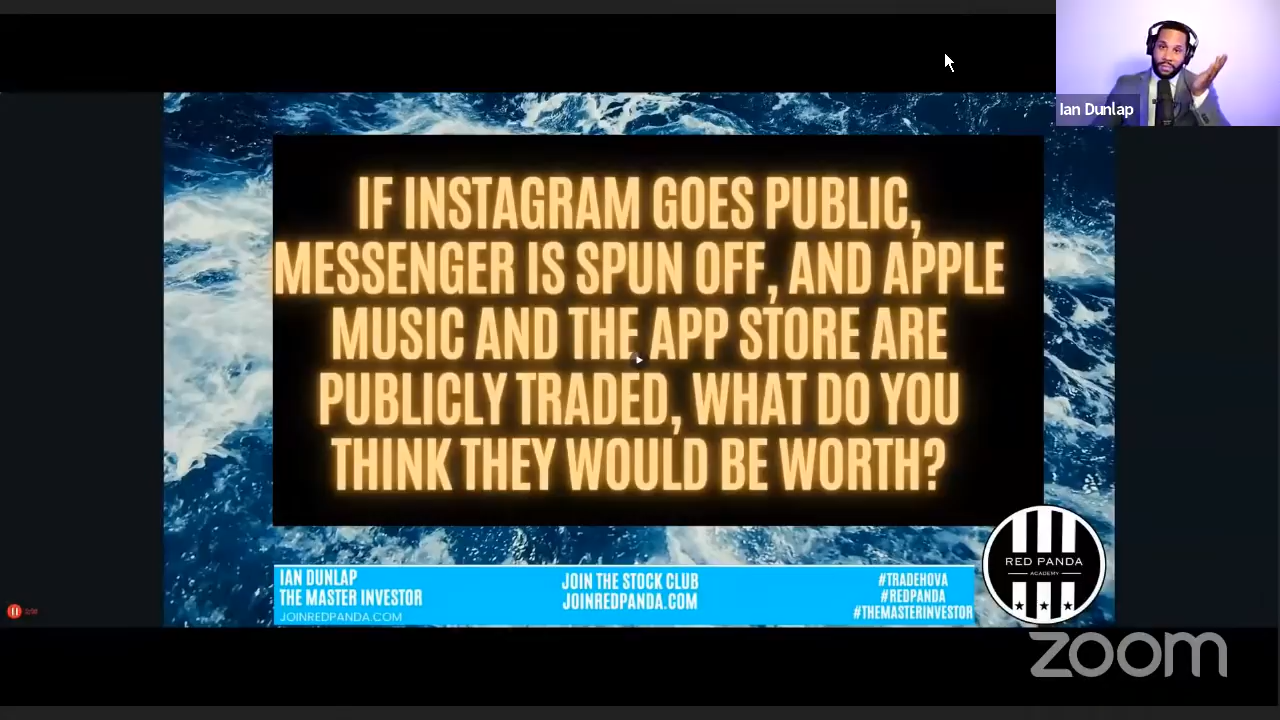 Ian Dunlap
IF INSTAGRAM GOES PUBLIC,
MESSENGER IS SPUN OFF, AND APPLE
MUSIC AND THE APP STORE ARE
PUBLICLY TRADED, WHAT DO YOU
THINK THEY WOULD BE WORTH?
IAN DUNLAP
THE MASTER INVESTOR
JOINREDPANDA.COM
JOIN THE STOCK CLUB
JOINREDPANDA.COM
#TRADEHOVA
#REDPANDA
#THEMASTERINVESTOR
RED PANDA
ACADEMY
zoom